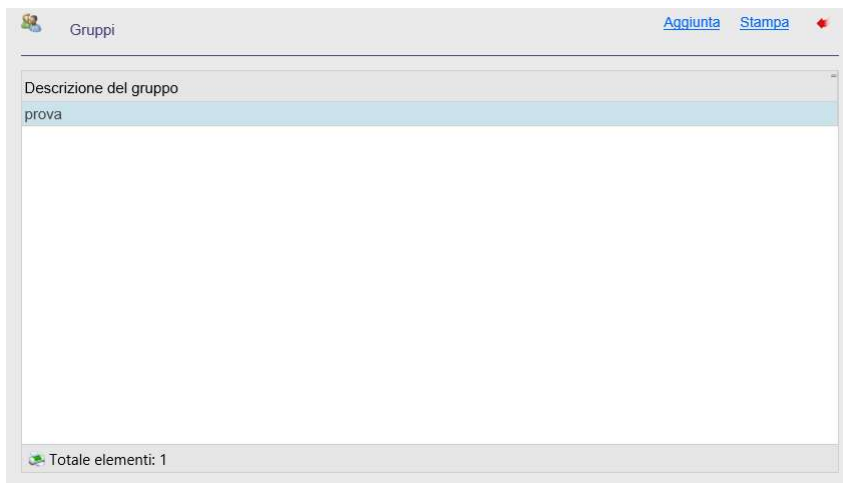 Gruppi Aggiunta Stampa
Descrizione del gruppo
prova
Totale elementi: 1